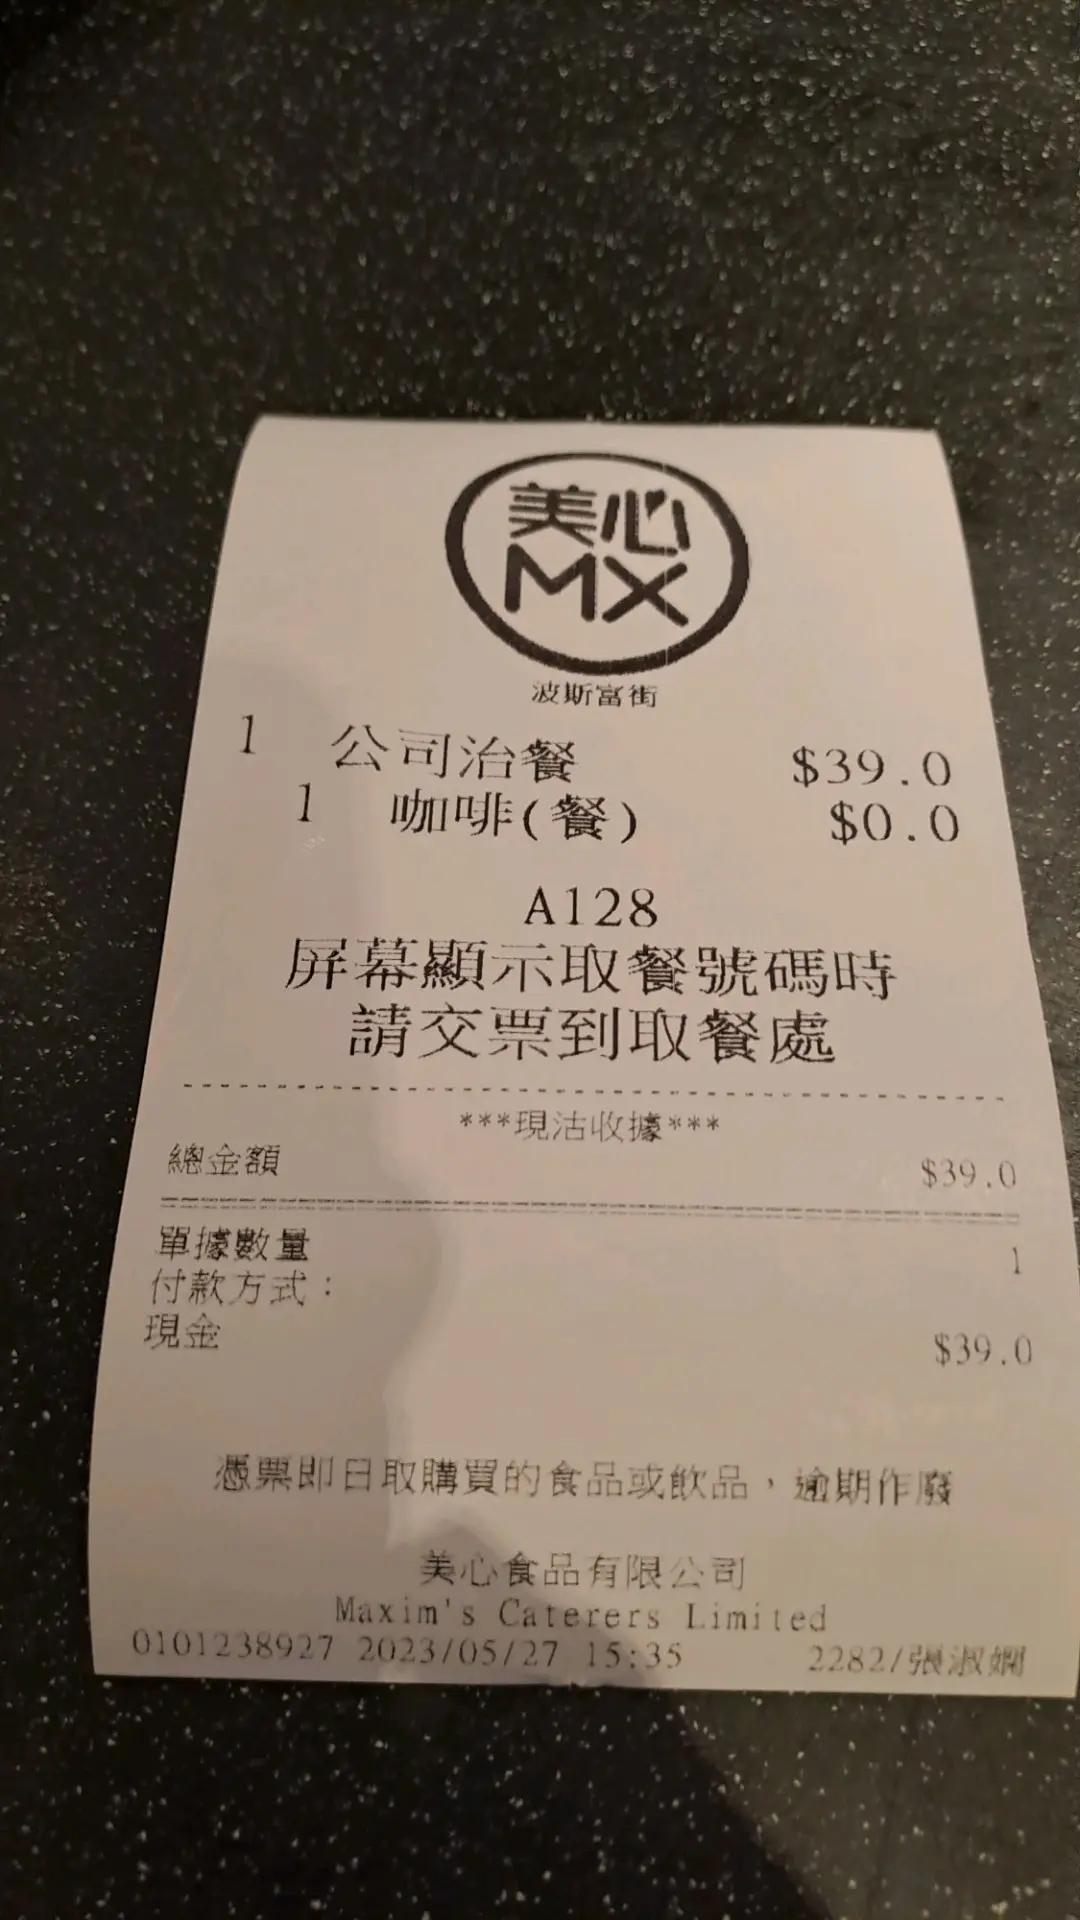 美心
MX
波斯富街
1 公司治餐 $39.0
1 咖啡(餐) $0.0
A128
屏幕顯示取餐號碼時
請交票到取餐處
***現沽收據***
總金額 $39.0
單據數量 1
付款方式：
現金 $39.0
憑票即日取購買的食品或飲品，逾期作廢
美心食品有限公司
Maxim's Caterers Limited
0101238927 2023/05/27 15:35 2282/張淑嫻